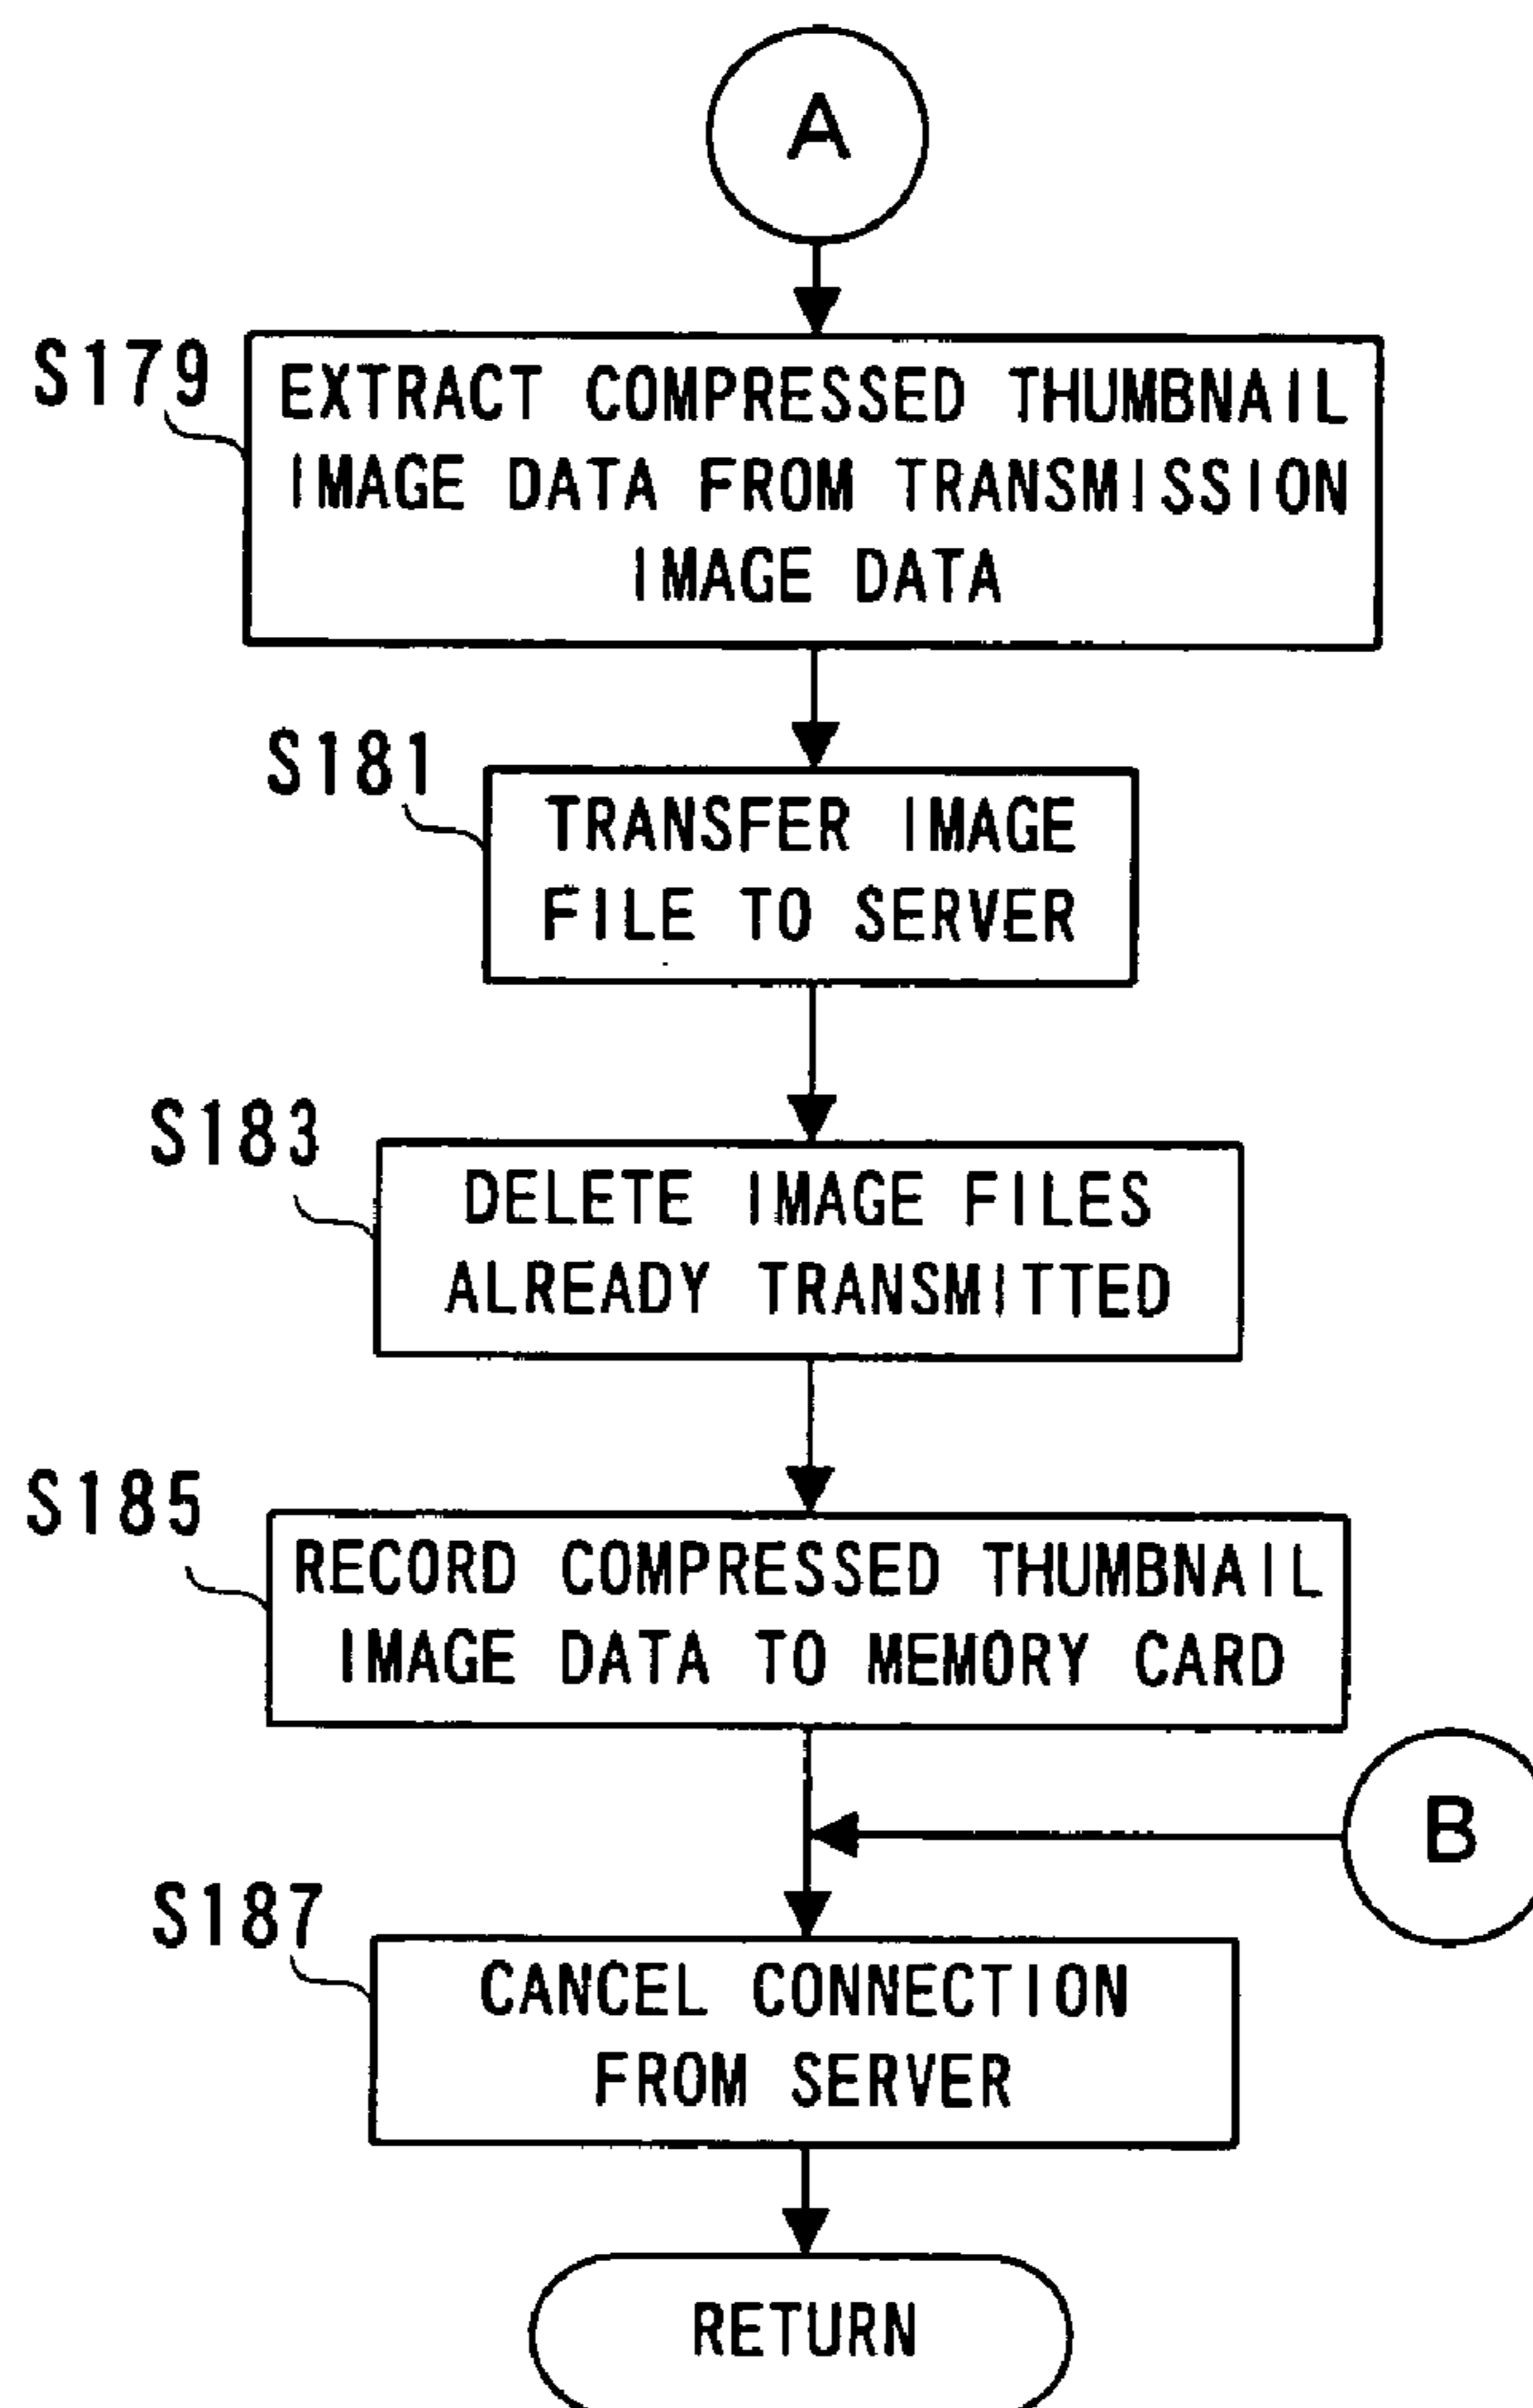 A
S179
EXTRACT COMPRESSED THUMBNAIL
IMAGE DATA FROM TRANSMISSION
IMAGE DATA
S181
TRANSFER IMAGE
FILE TO SERVER
S183
DELETE IMAGE FILES
ALREADY TRANSMITTED
S185
RECORD COMPRESSED THUMBNAIL
IMAGE DATA TO MEMORY CARD
B
S187
CANCEL CONNECTION
FROM SERVER
RETURN